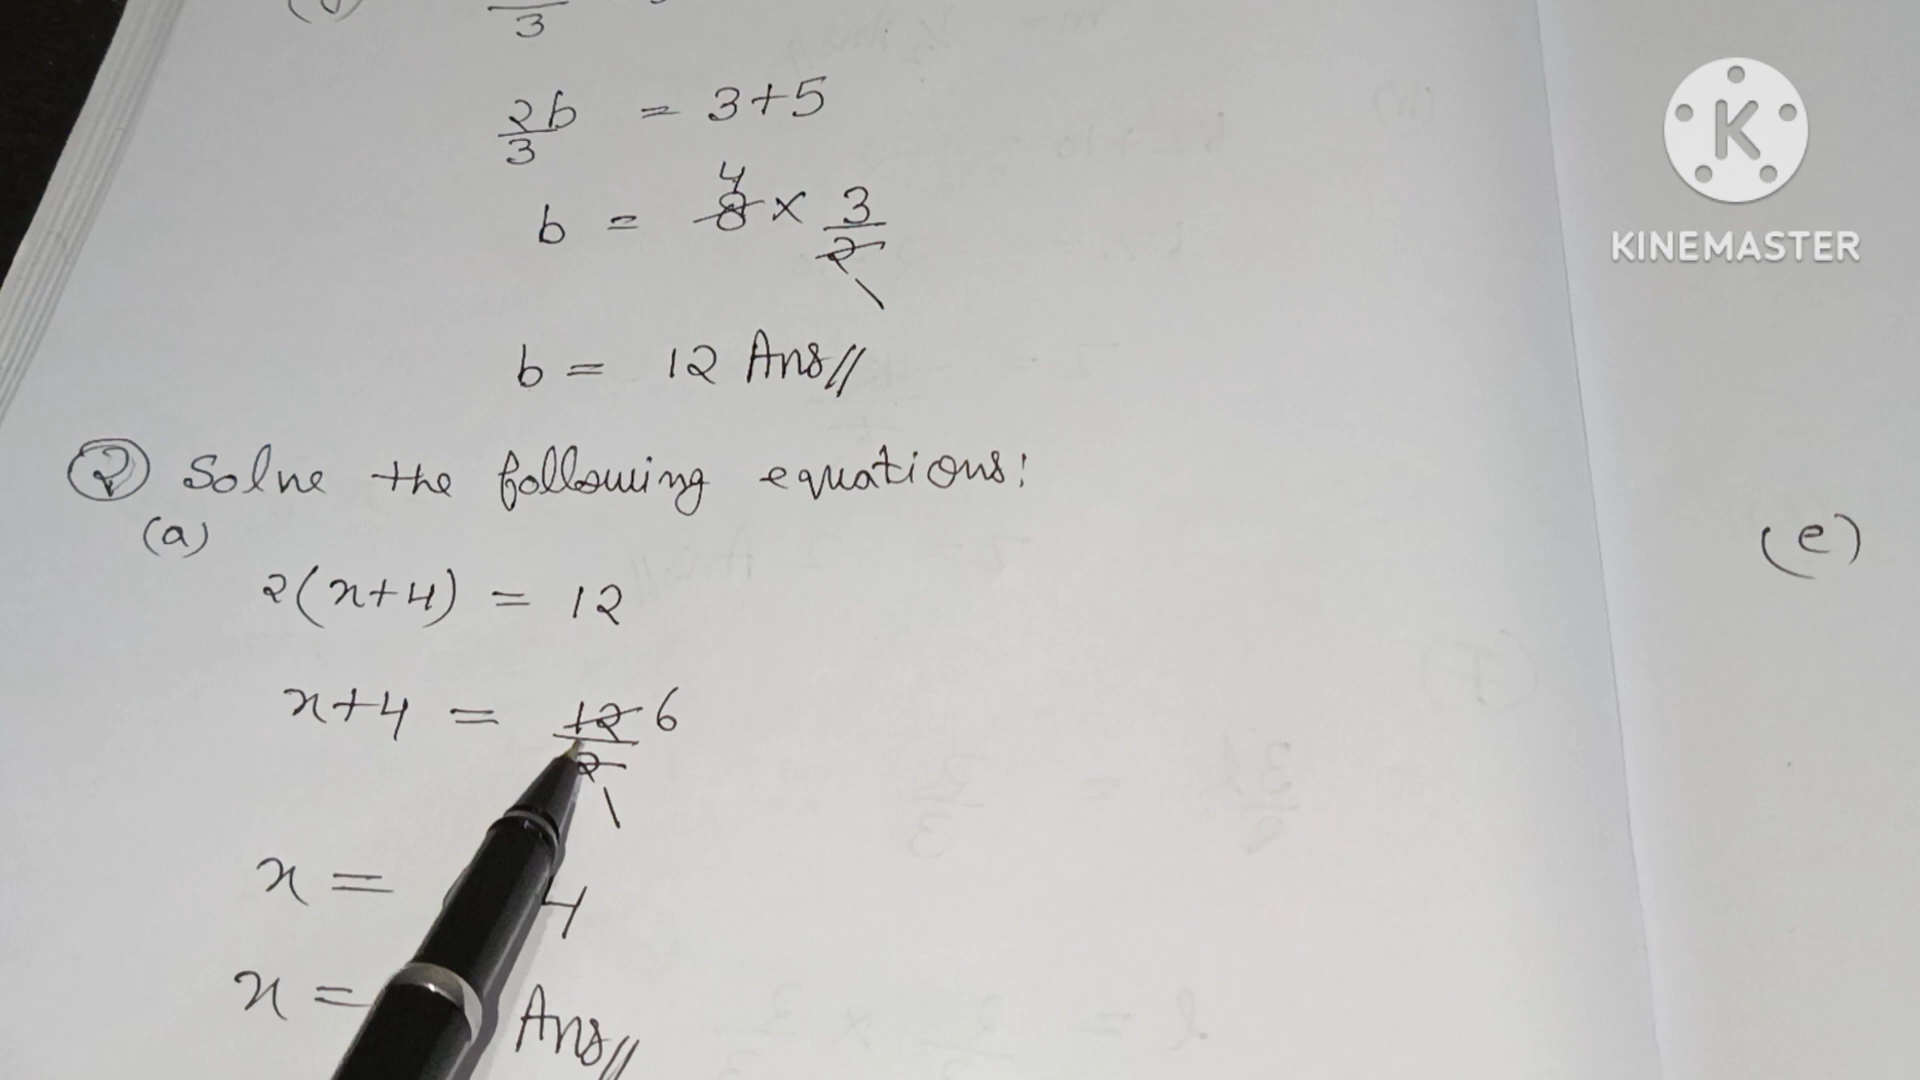 3
2b/3 = 3+5
b = 8 4 × 3/2 1
b = 12 Ans//
② Solve the following equations:
(a)
2(x+4) = 12
x+4 = 12/2 6 1
x = 4
x = Ans//
(e)
K
KINEMASTER